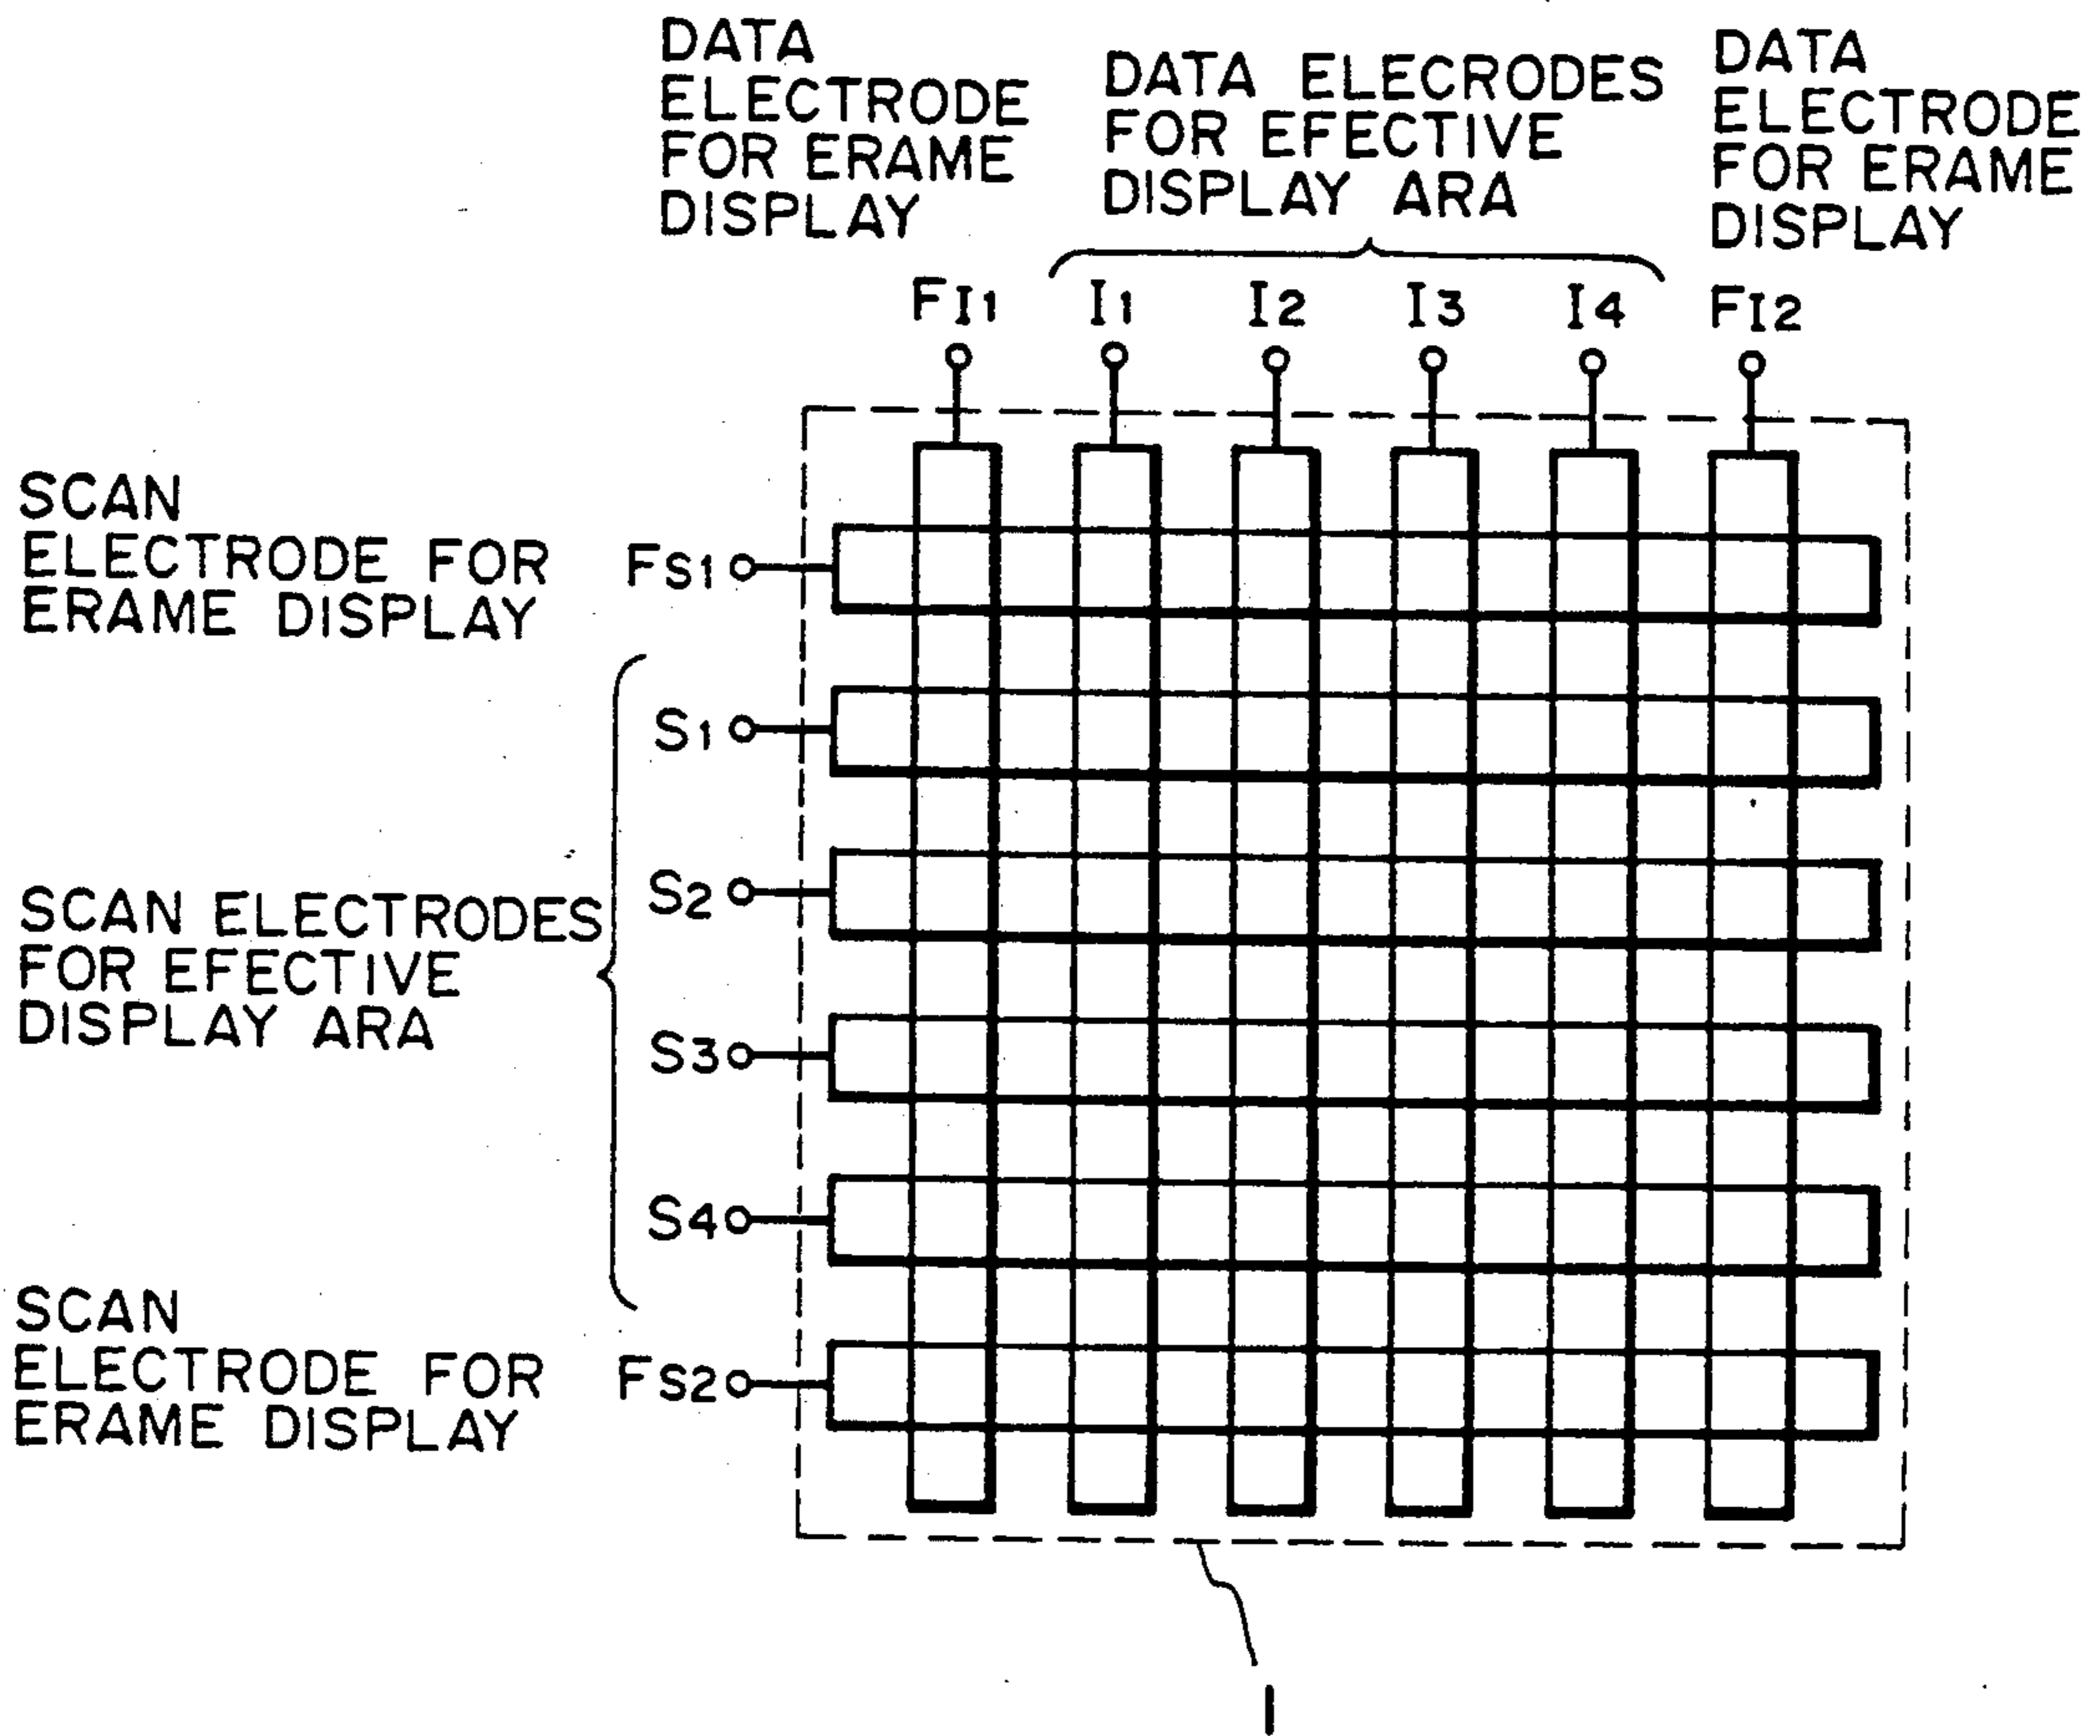 DATA
ELECTRODE
FOR ERAME
DISPLAY
DATA ELECRODES
FOR EFECTIVE
DISPLAY ARA
DATA
ELECTRODE
FOR ERAME
DISPLAY
FI1 I1 I2 I3 I4 FI2
SCAN
ELECTRODE FOR
ERAME DISPLAY
FS1
S1
S2
SCAN ELECTRODES
FOR EFECTIVE
DISPLAY ARA
S3
S4
SCAN
ELECTRODE FOR
ERAME DISPLAY
FS2
1